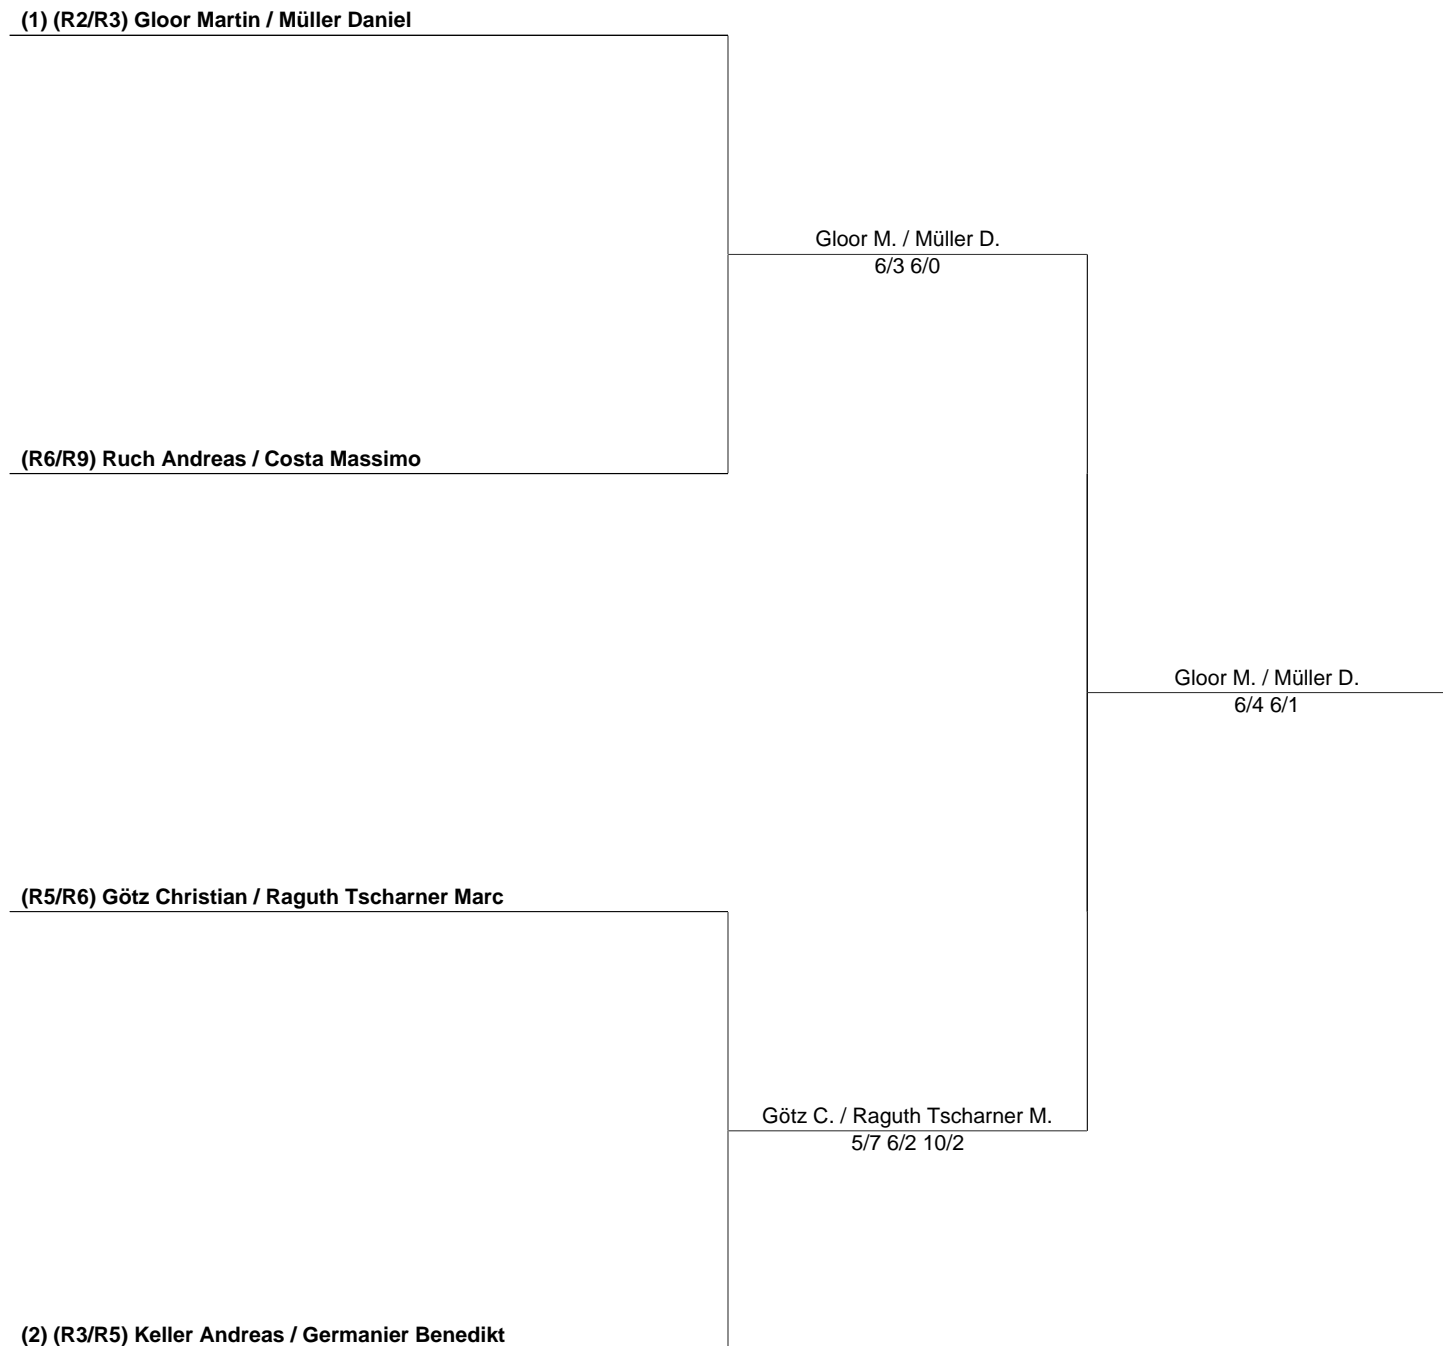 (1) (R2/R3) Gloor Martin / Müller Daniel
Gloor M. / Müller D.
6/3 6/0
(R6/R9) Ruch Andreas / Costa Massimo
Gloor M. / Müller D.
6/4 6/1
(R5/R6) Götz Christian / Raguth Tscharner Marc
Götz C. / Raguth Tscharner M.
5/7 6/2 10/2
(2) (R3/R5) Keller Andreas / Germanier Benedikt